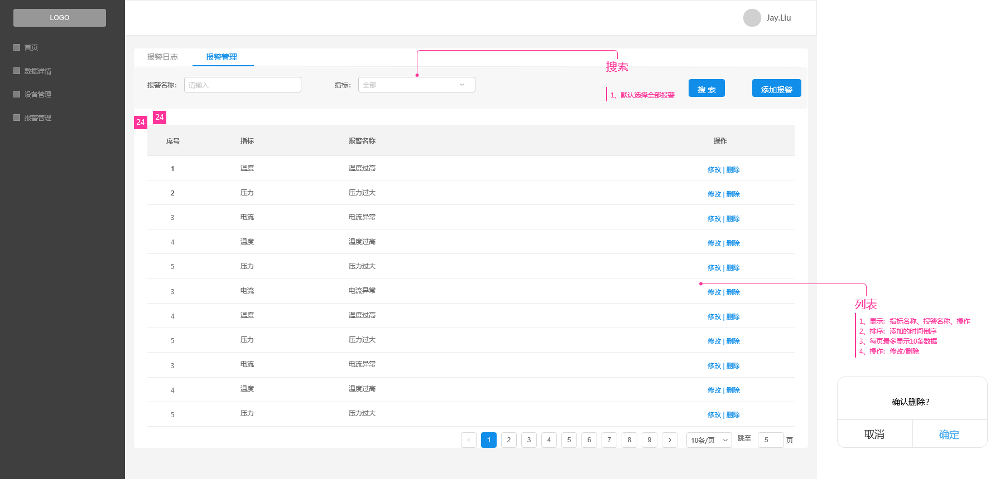 LOGO
Jay.Liu
首页
数据详情
设备管理
报警管理
报警日志 报警管理
搜索
报警名称： 请输入 指标： 全部 搜 索 添加报警
1、默认选择全部报警
24 24
序号 指标 报警名称 操作
1 温度 温度过高 修改 | 删除
2 压力 压力过大 修改 | 删除
3 电流 电流异常 修改 | 删除
4 温度 温度过高 修改 | 删除
5 压力 压力过大 修改 | 删除
3 电流 电流异常 修改 | 删除
4 温度 温度过高 修改 | 删除
5 压力 压力过大 修改 | 删除
3 电流 电流异常 修改 | 删除
4 温度 温度过高 修改 | 删除
5 压力 压力过大 修改 | 删除
1 2 3 4 5 6 7 8 9 10条/页 跳至 5 页
列表
1、显示：指标名称、报警名称、操作
2、排序：添加的时间倒序
3、每页最多显示10条数据
4、操作：修改/删除
确认删除？
取消 确定